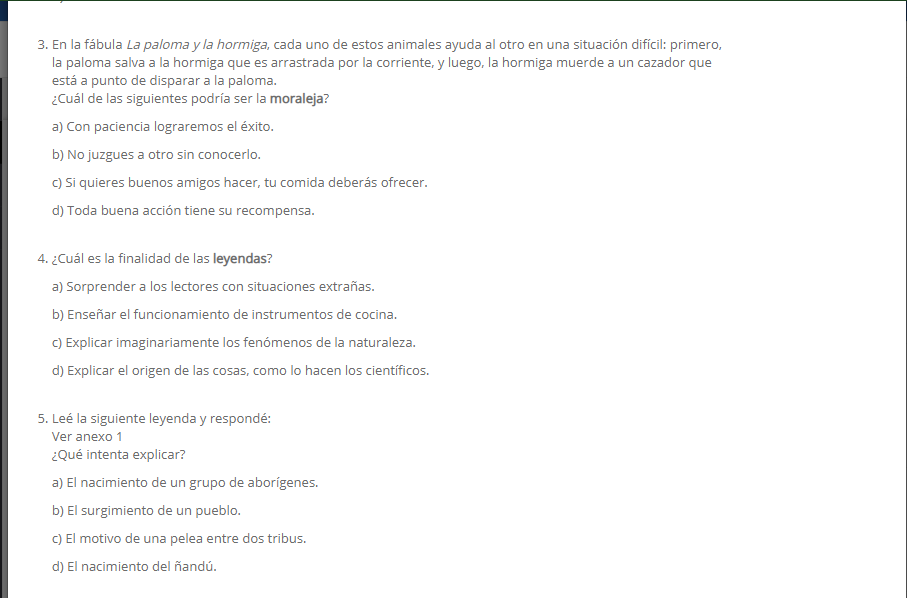 3. En la fábula La paloma y la hormiga, cada uno de estos animales ayuda al otro en una situación difícil: primero,
la paloma salva a la hormiga que es arrastrada por la corriente, y luego, la hormiga muerde a un cazador que
está a punto de disparar a la paloma.
¿Cuál de las siguientes podría ser la moraleja?
a) Con paciencia lograremos el éxito.
b) No juzgues a otro sin conocerlo.
c) Si quieres buenos amigos hacer, tu comida deberás ofrecer.
d) Toda buena acción tiene su recompensa.
4. ¿Cuál es la finalidad de las leyendas?
a) Sorprender a los lectores con situaciones extrañas.
b) Enseñar el funcionamiento de instrumentos de cocina.
c) Explicar imaginariamente los fenómenos de la naturaleza.
d) Explicar el origen de las cosas, como lo hacen los científicos.
5. Leé la siguiente leyenda y respondé:
Ver anexo 1
¿Qué intenta explicar?
a) El nacimiento de un grupo de aborígenes.
b) El surgimiento de un pueblo.
c) El motivo de una pelea entre dos tribus.
d) El nacimiento del ñandú.